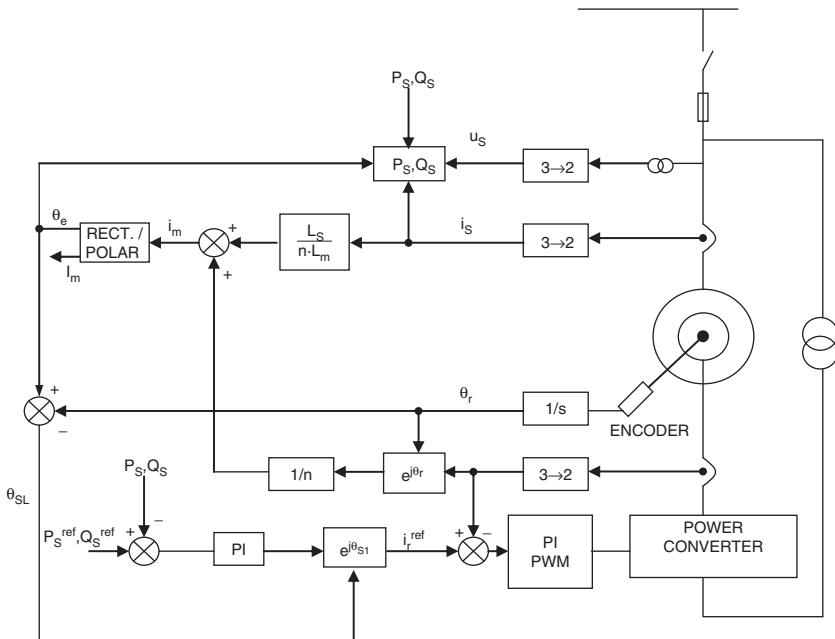 P_S,Q_S
u_S
P_S,Q_S
3→2
θ_e
i_m
+
L_S
n·L_m
i_S
3→2
RECT. /
POLAR
I_m
+
+
θ_r
1/s
−
ENCODER
P_S,Q_S
1/n
e^jθ_r
3→2
θ_SL
−
P_S^ref,Q_S^ref
+
PI
e^jθ_S1
i_r^ref
+
−
PI
PWM
POWER
CONVERTER